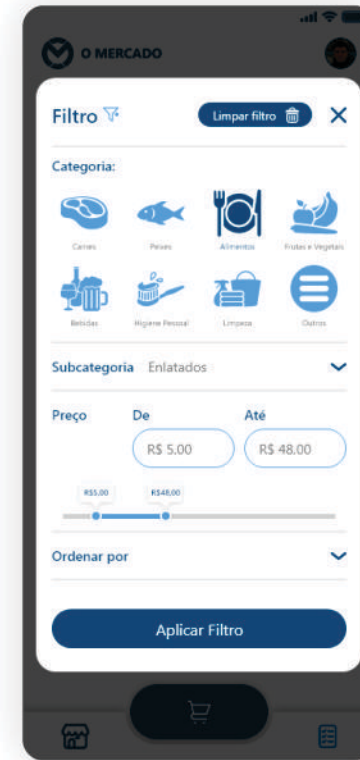 O MERCADO
Filtro
Limpar filtro
Categoria:
Carnes Peixes Alimentos Frutas e Vegetais
Bebidas Higiene Pessoal Limpeza Outros
Subcategoria Enlatados
Preço De Até
R$ 5.00 R$ 48.00
R$5,00 R$48,00
Ordenar por
Aplicar Filtro